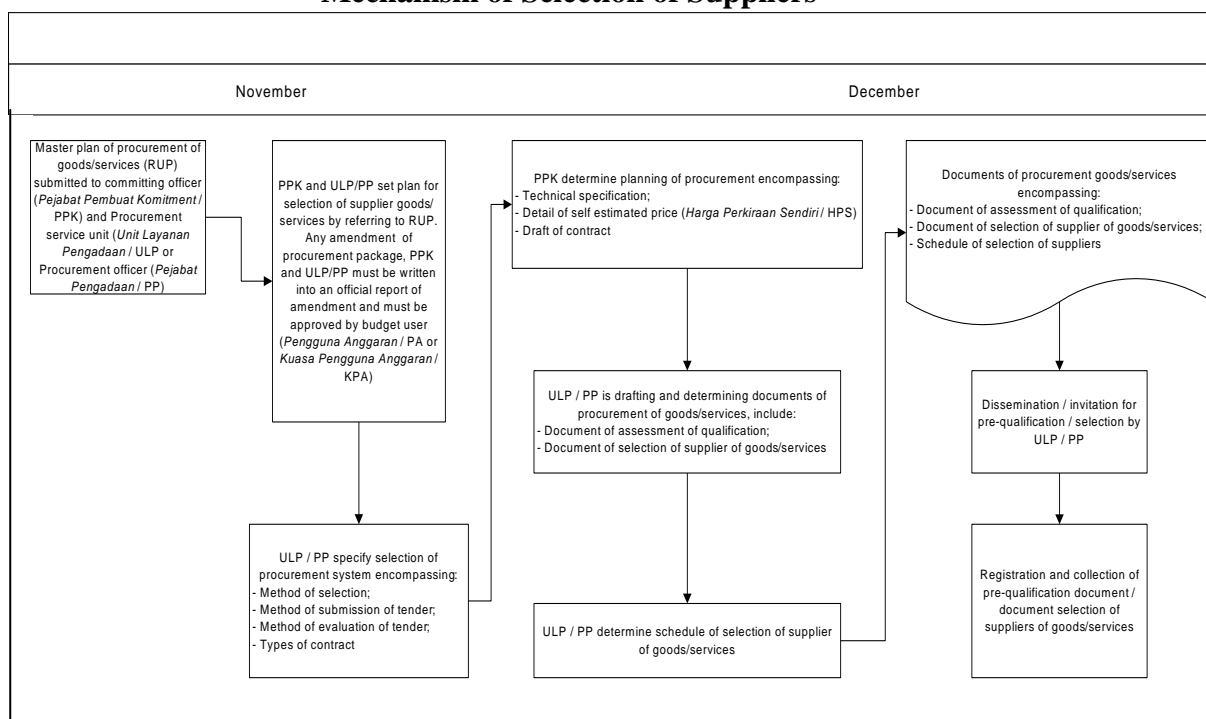 Mechanism of Selection of Suppliers
November
December
Master plan of procurement of
goods/services (RUP)
submitted to committing officer
(Pejabat Pembuat Komitment /
PPK) and Procurement
service unit (Unit Layanan
Pengadaan / ULP or
Procurement officer (Pejabat
Pengadaan / PP)
PPK and ULP/PP set plan for
selection of supplier goods/
services by referring to RUP.
Any amendment of
procurement package, PPK
and ULP/PP must be written
into an official report of
amendment and must be
approved by budget user
(Pengguna Anggaran / PA or
Kuasa Pengguna Anggaran /
KPA)
ULP / PP specify selection of
procurement system encompassing:
- Method of selection;
- Method of submission of tender;
- Method of evaluation of tender;
- Types of contract
PPK determine planning of procurement encompassing:
- Technical specification;
- Detail of self estimated price (Harga Perkiraan Sendiri / HPS)
- Draft of contract
ULP / PP is drafting and determining documents of
procurement of goods/services, include:
- Document of assessment of qualification;
- Document of selection of supplier of goods/services
ULP / PP determine schedule of selection of supplier
of goods/services
Documents of procurement goods/services
encompassing:
- Document of assessment of qualification;
- Document of selection of supplier of goods/services;
- Schedule of selection of suppliers
Dissemination / invitation for
pre-qualification / selection by
ULP / PP
Registration and collection of
pre-qualification document /
document selection of
suppliers of goods/services